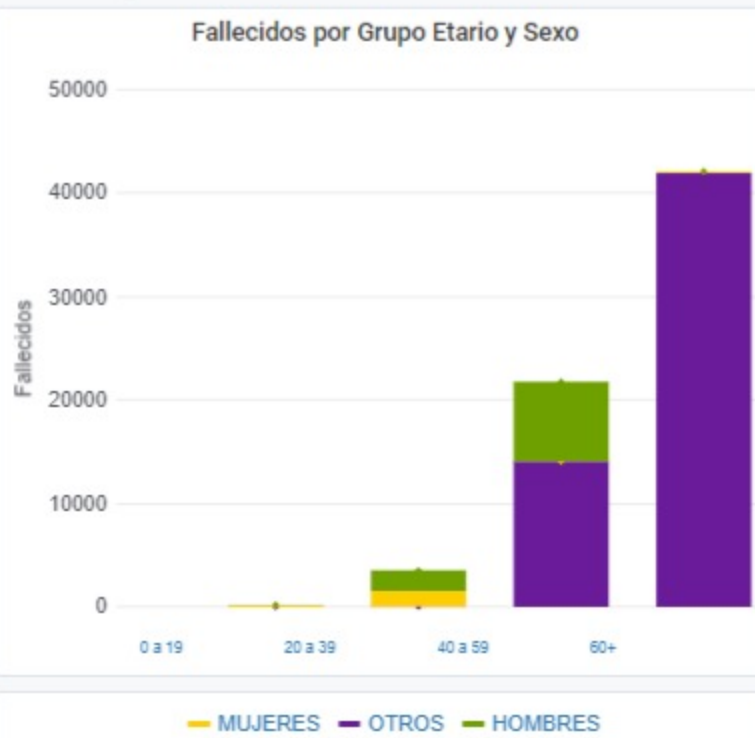 Fallecidos por Grupo Etario y Sexo
50000
40000
30000
20000
10000
0
Fallecidos
0 a 19 20 a 39 40 a 59 60+
MUJERES OTROS HOMBRES